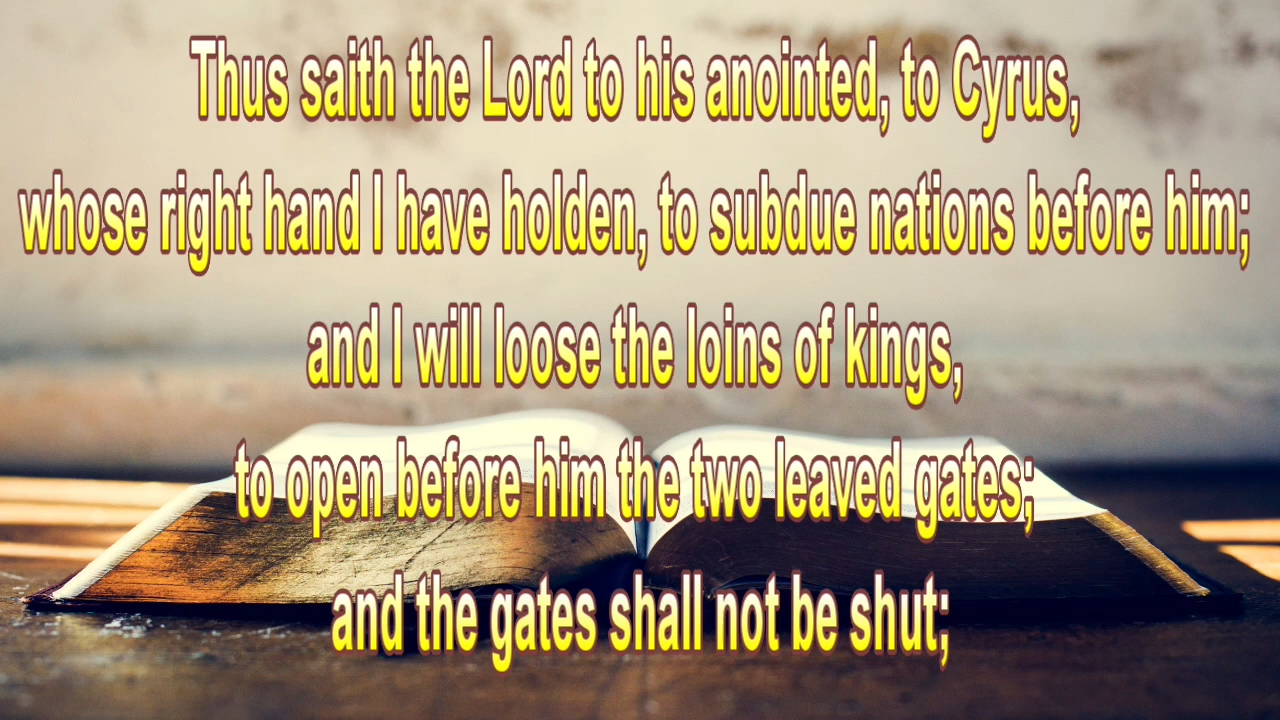 Thus saith the Lord to his anointed, to Cyrus,
whose right hand I have holden, to subdue nations before him;
and I will loose the loins of kings,
to open before him the two leaved gates;
and the gates shall not be shut;